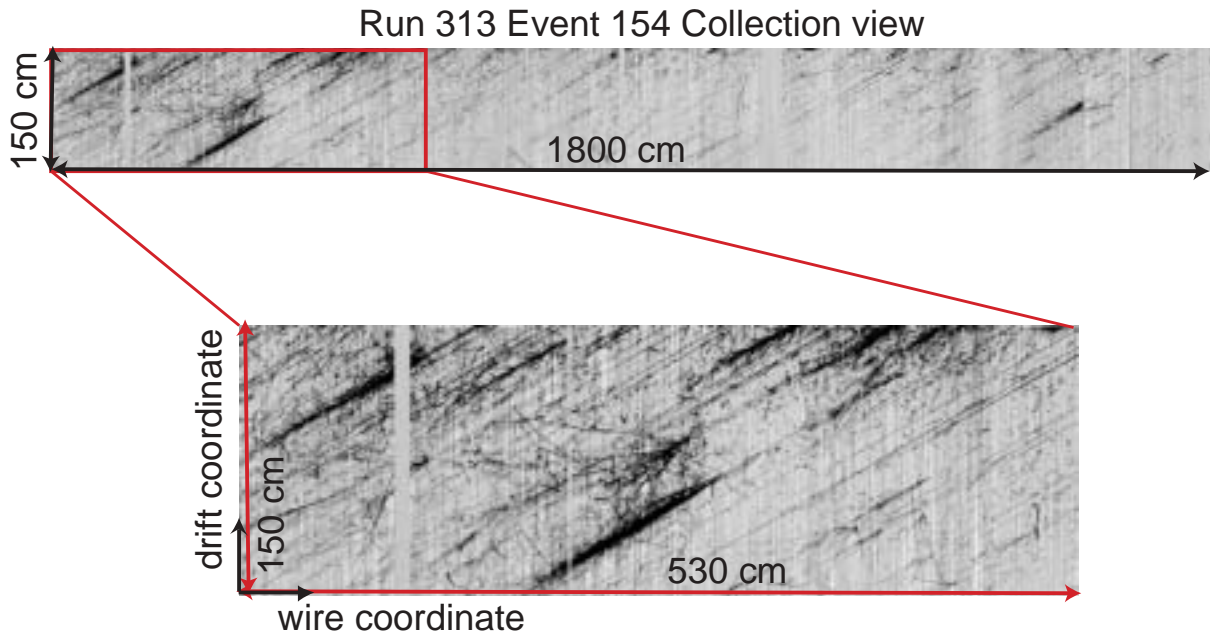 Run 313 Event 154 Collection view
150 cm
1800 cm
drift coordinate
150 cm
530 cm
wire coordinate